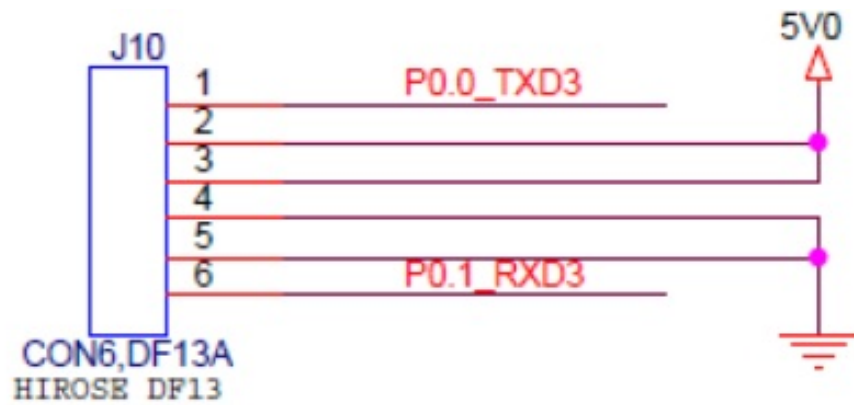 5V0
J10
1 P0.0_TXD3
2
3
4
5
6 P0.1_RXD3
CON6,DF13A
HIROSE DF13